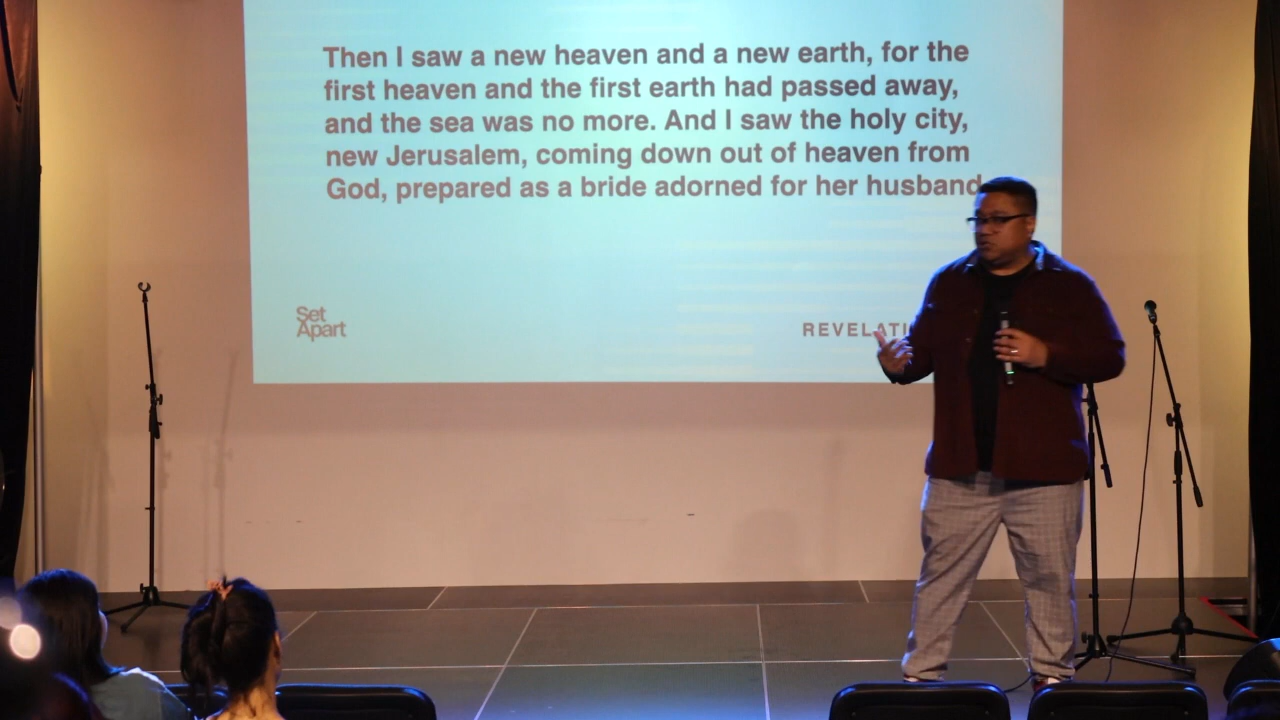 Then I saw a new heaven and a new earth, for the
first heaven and the first earth had passed away,
and the sea was no more. And I saw the holy city,
new Jerusalem, coming down out of heaven from
God, prepared as a bride adorned for her husband
Set
Apart